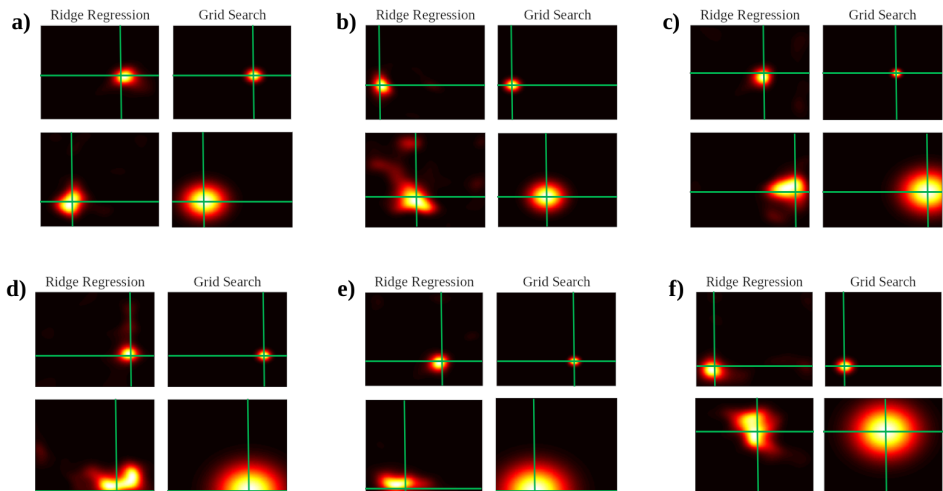 a) Ridge Regression Grid Search
b) Ridge Regression Grid Search
c) Ridge Regression Grid Search
d) Ridge Regression Grid Search
e) Ridge Regression Grid Search
f) Ridge Regression Grid Search